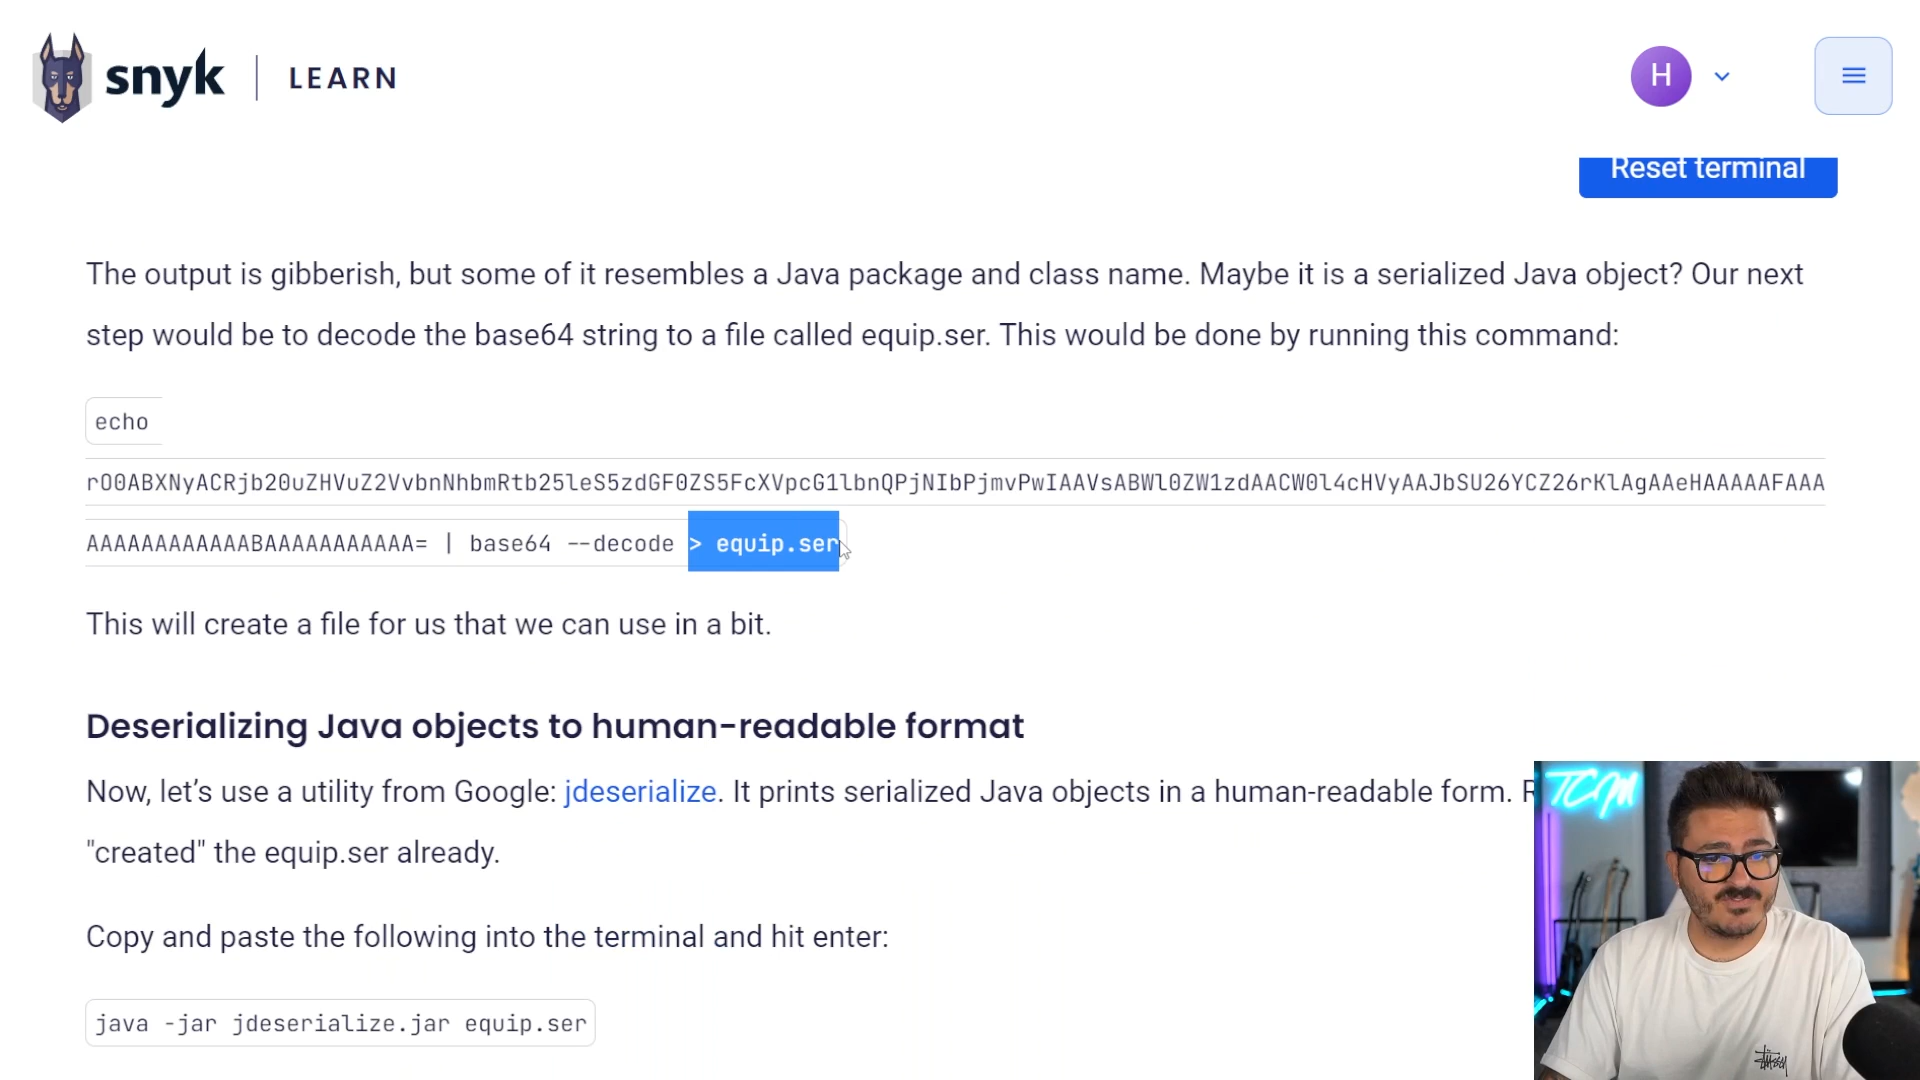 snyk | LEARN
H
Reset terminal
The output is gibberish, but some of it resembles a Java package and class name. Maybe it is a serialized Java object? Our next
step would be to decode the base64 string to a file called equip.ser. This would be done by running this command:
echo
rO0ABXNyACRjb20uZHVuZ2VvbnNhbmRtb25leS5zdGF0ZS5FcXVpcG1lbnQPjNIbPjmvPwIAAVsABWl0ZW1zdAACW0l4cHVyAAJbSU26YCZ26rKlAgAAeHAAAAAFAAA
AAAAAAAAAAAABAAAAAAAAAAA= | base64 --decode > equip.ser
This will create a file for us that we can use in a bit.
Deserializing Java objects to human-readable format
Now, let’s use a utility from Google: jdeserialize. It prints serialized Java objects in a human-readable form.
"created" the equip.ser already.
Copy and paste the following into the terminal and hit enter:
java -jar jdeserialize.jar equip.ser
TCM